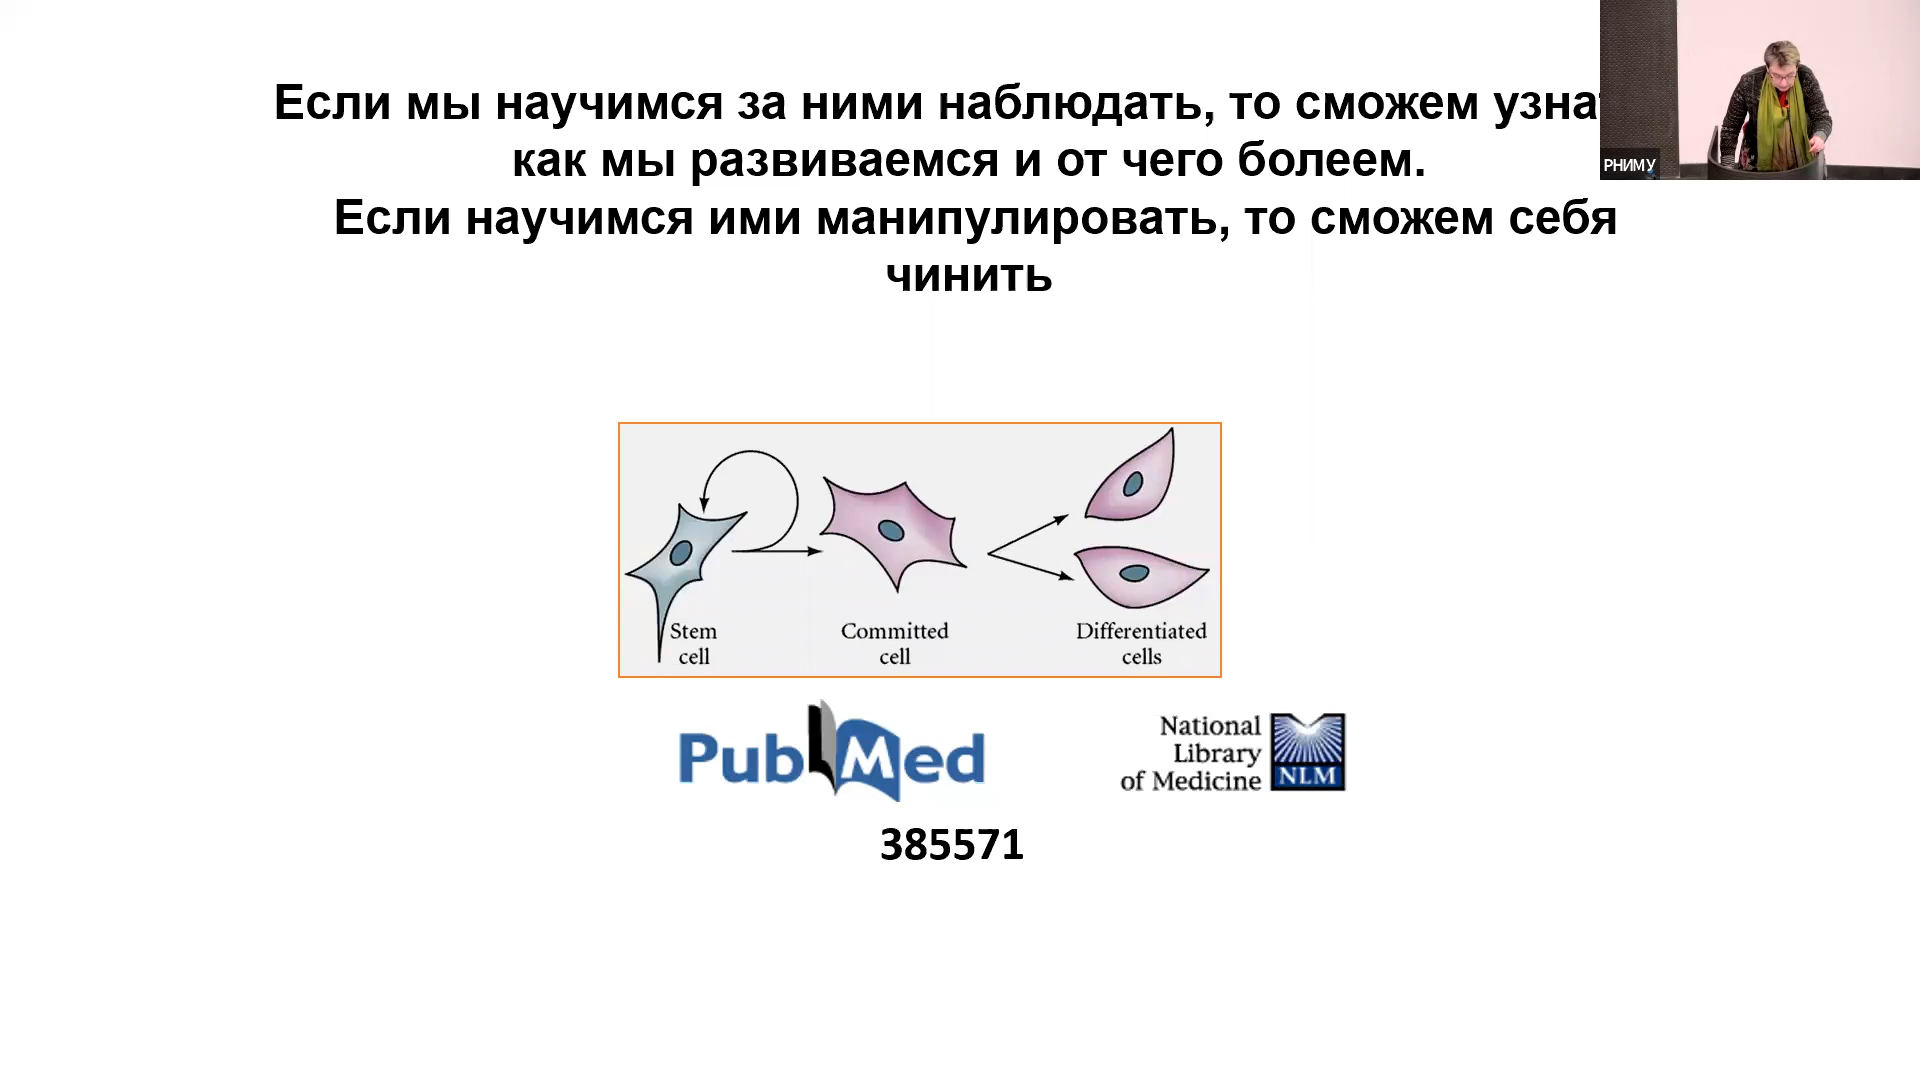 Если мы научимся за ними наблюдать, то сможем
как мы развиваемся и от чего болеем.
Если научимся ими манипулировать, то сможем себя
чинить
РНИМУ
Stem
cell
Committed
cell
Differentiated
cells
PubMed
National
Library
of Medicine
NLM
385571